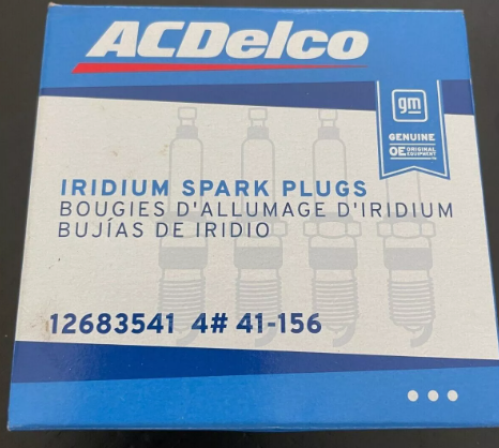 ACDelco
gm
GENUINE
OE ORIGINAL EQUIPMENT
IRIDIUM SPARK PLUGS
BOUGIES D'ALLUMAGE D'IRIDIUM
BUJÍAS DE IRIDIO
12683541 4# 41-156